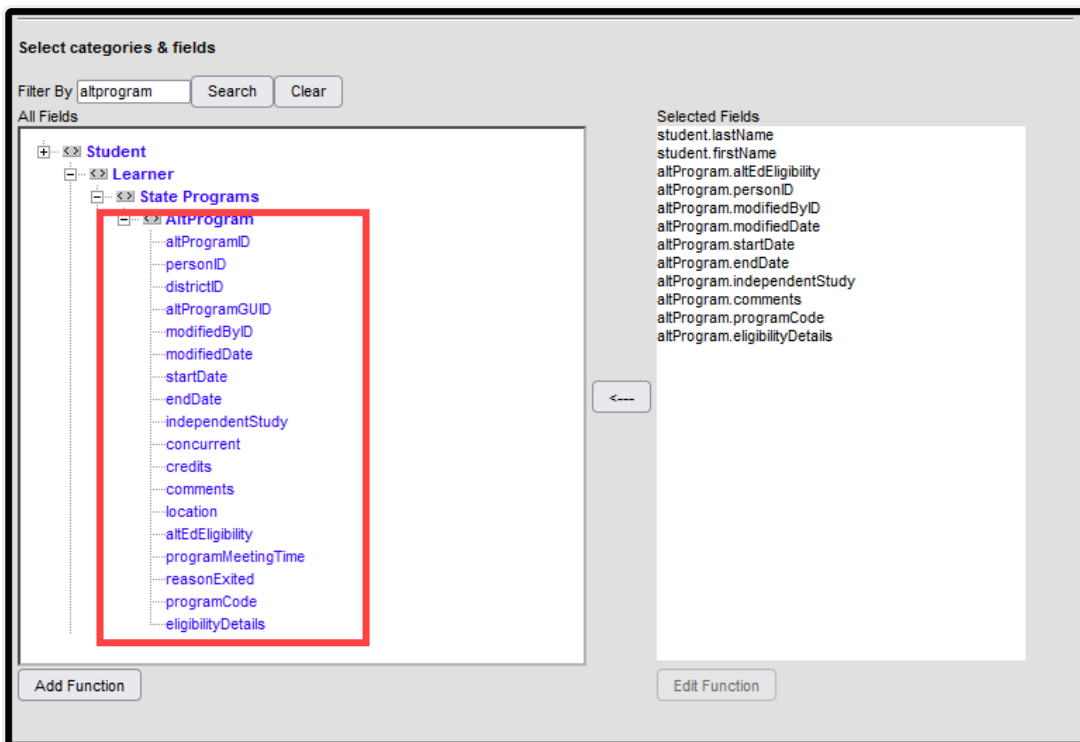 Select categories & fields
Filter By altprogram Search Clear
All Fields
Student
Learner
State Programs
AltProgram
altProgramID
personID
districtID
altProgramGUID
modifiedByID
modifiedDate
startDate
endDate
independentStudy
concurrent
credits
comments
location
altEdEligibility
programMeetingTime
reasonExited
programCode
eligibilityDetails
Add Function
<---
Selected Fields
student.lastName
student.firstName
altProgram.altEdEligibility
altProgram.personID
altProgram.modifiedByID
altProgram.modifiedDate
altProgram.startDate
altProgram.endDate
altProgram.independentStudy
altProgram.comments
altProgram.programCode
altProgram.eligibilityDetails
Edit Function